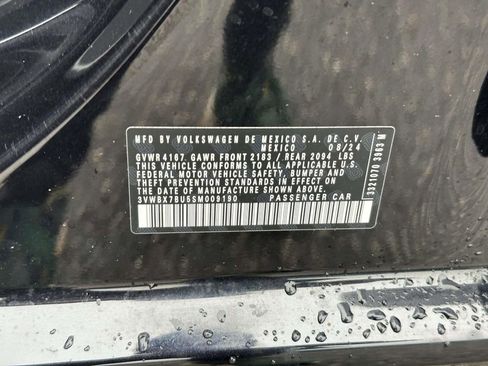 MFD BY VOLKSWAGEN DE MEXICO S.A. DE C.V.
MEXICO 08/24
GVWR4167. GAWR FRONT 2183 / REAR 2094 LBS
THIS VEHICLE CONFORMS TO ALL APPLICABLE U.S.
FEDERAL MOTOR VEHICLE SAFETY, BUMPER AND
THEFT PREVENTION STANDARDS IN EFFECT ON THE
DATE OF MANUFACTURE SHOWN ABOVE.
3VWBX7BU5SM009190 PASSENGER CAR
3321070 3963 M